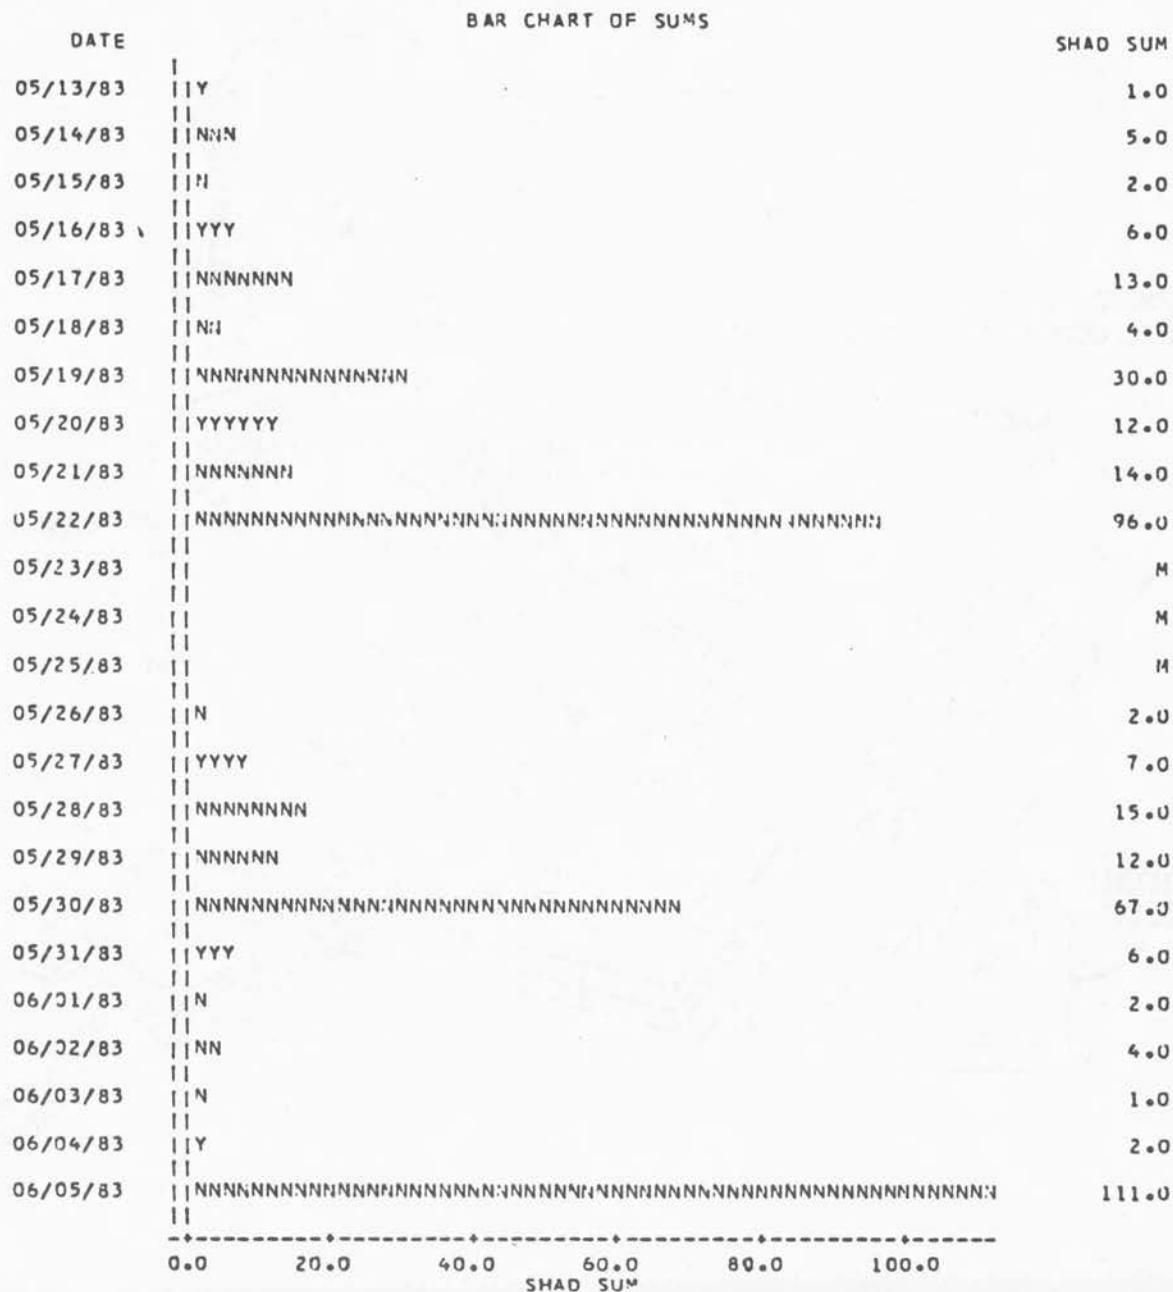 BAR CHART OF SUMS
DATE SHAD SUM
05/13/83 ||Y 1.0
05/14/83 ||NNN 5.0
05/15/83 ||N 2.0
05/16/83 ||YYY 6.0
05/17/83 ||NNNNNNN 13.0
05/18/83 ||NN 4.0
05/19/83 ||NNNNNNNNNNNNNNN 30.0
05/20/83 ||YYYYYY 12.0
05/21/83 ||NNNNNNN 14.0
05/22/83 ||NNNNNNNNNNNNNNNNNNNNNNNNNNNNNNNNNNNNNNNNNNNNNNNN 96.0
05/23/83 || M
05/24/83 || M
05/25/83 || M
05/26/83 ||N 2.0
05/27/83 ||YYYY 7.0
05/28/83 ||NNNNNNNN 15.0
05/29/83 ||NNNNNN 12.0
05/30/83 ||NNNNNNNNNNNNNNNNNNNNNNNNNNNNNNNNNN 67.0
05/31/83 ||YYY 6.0
06/01/83 ||N 2.0
06/02/83 ||NN 4.0
06/03/83 ||N 1.0
06/04/83 ||Y 2.0
06/05/83 ||NNNNNNNNNNNNNNNNNNNNNNNNNNNNNNNNNNNNNNNNNNNNNNNNNNNNNNNN 111.0
0.0 20.0 40.0 60.0 80.0 100.0
SHAD SUM